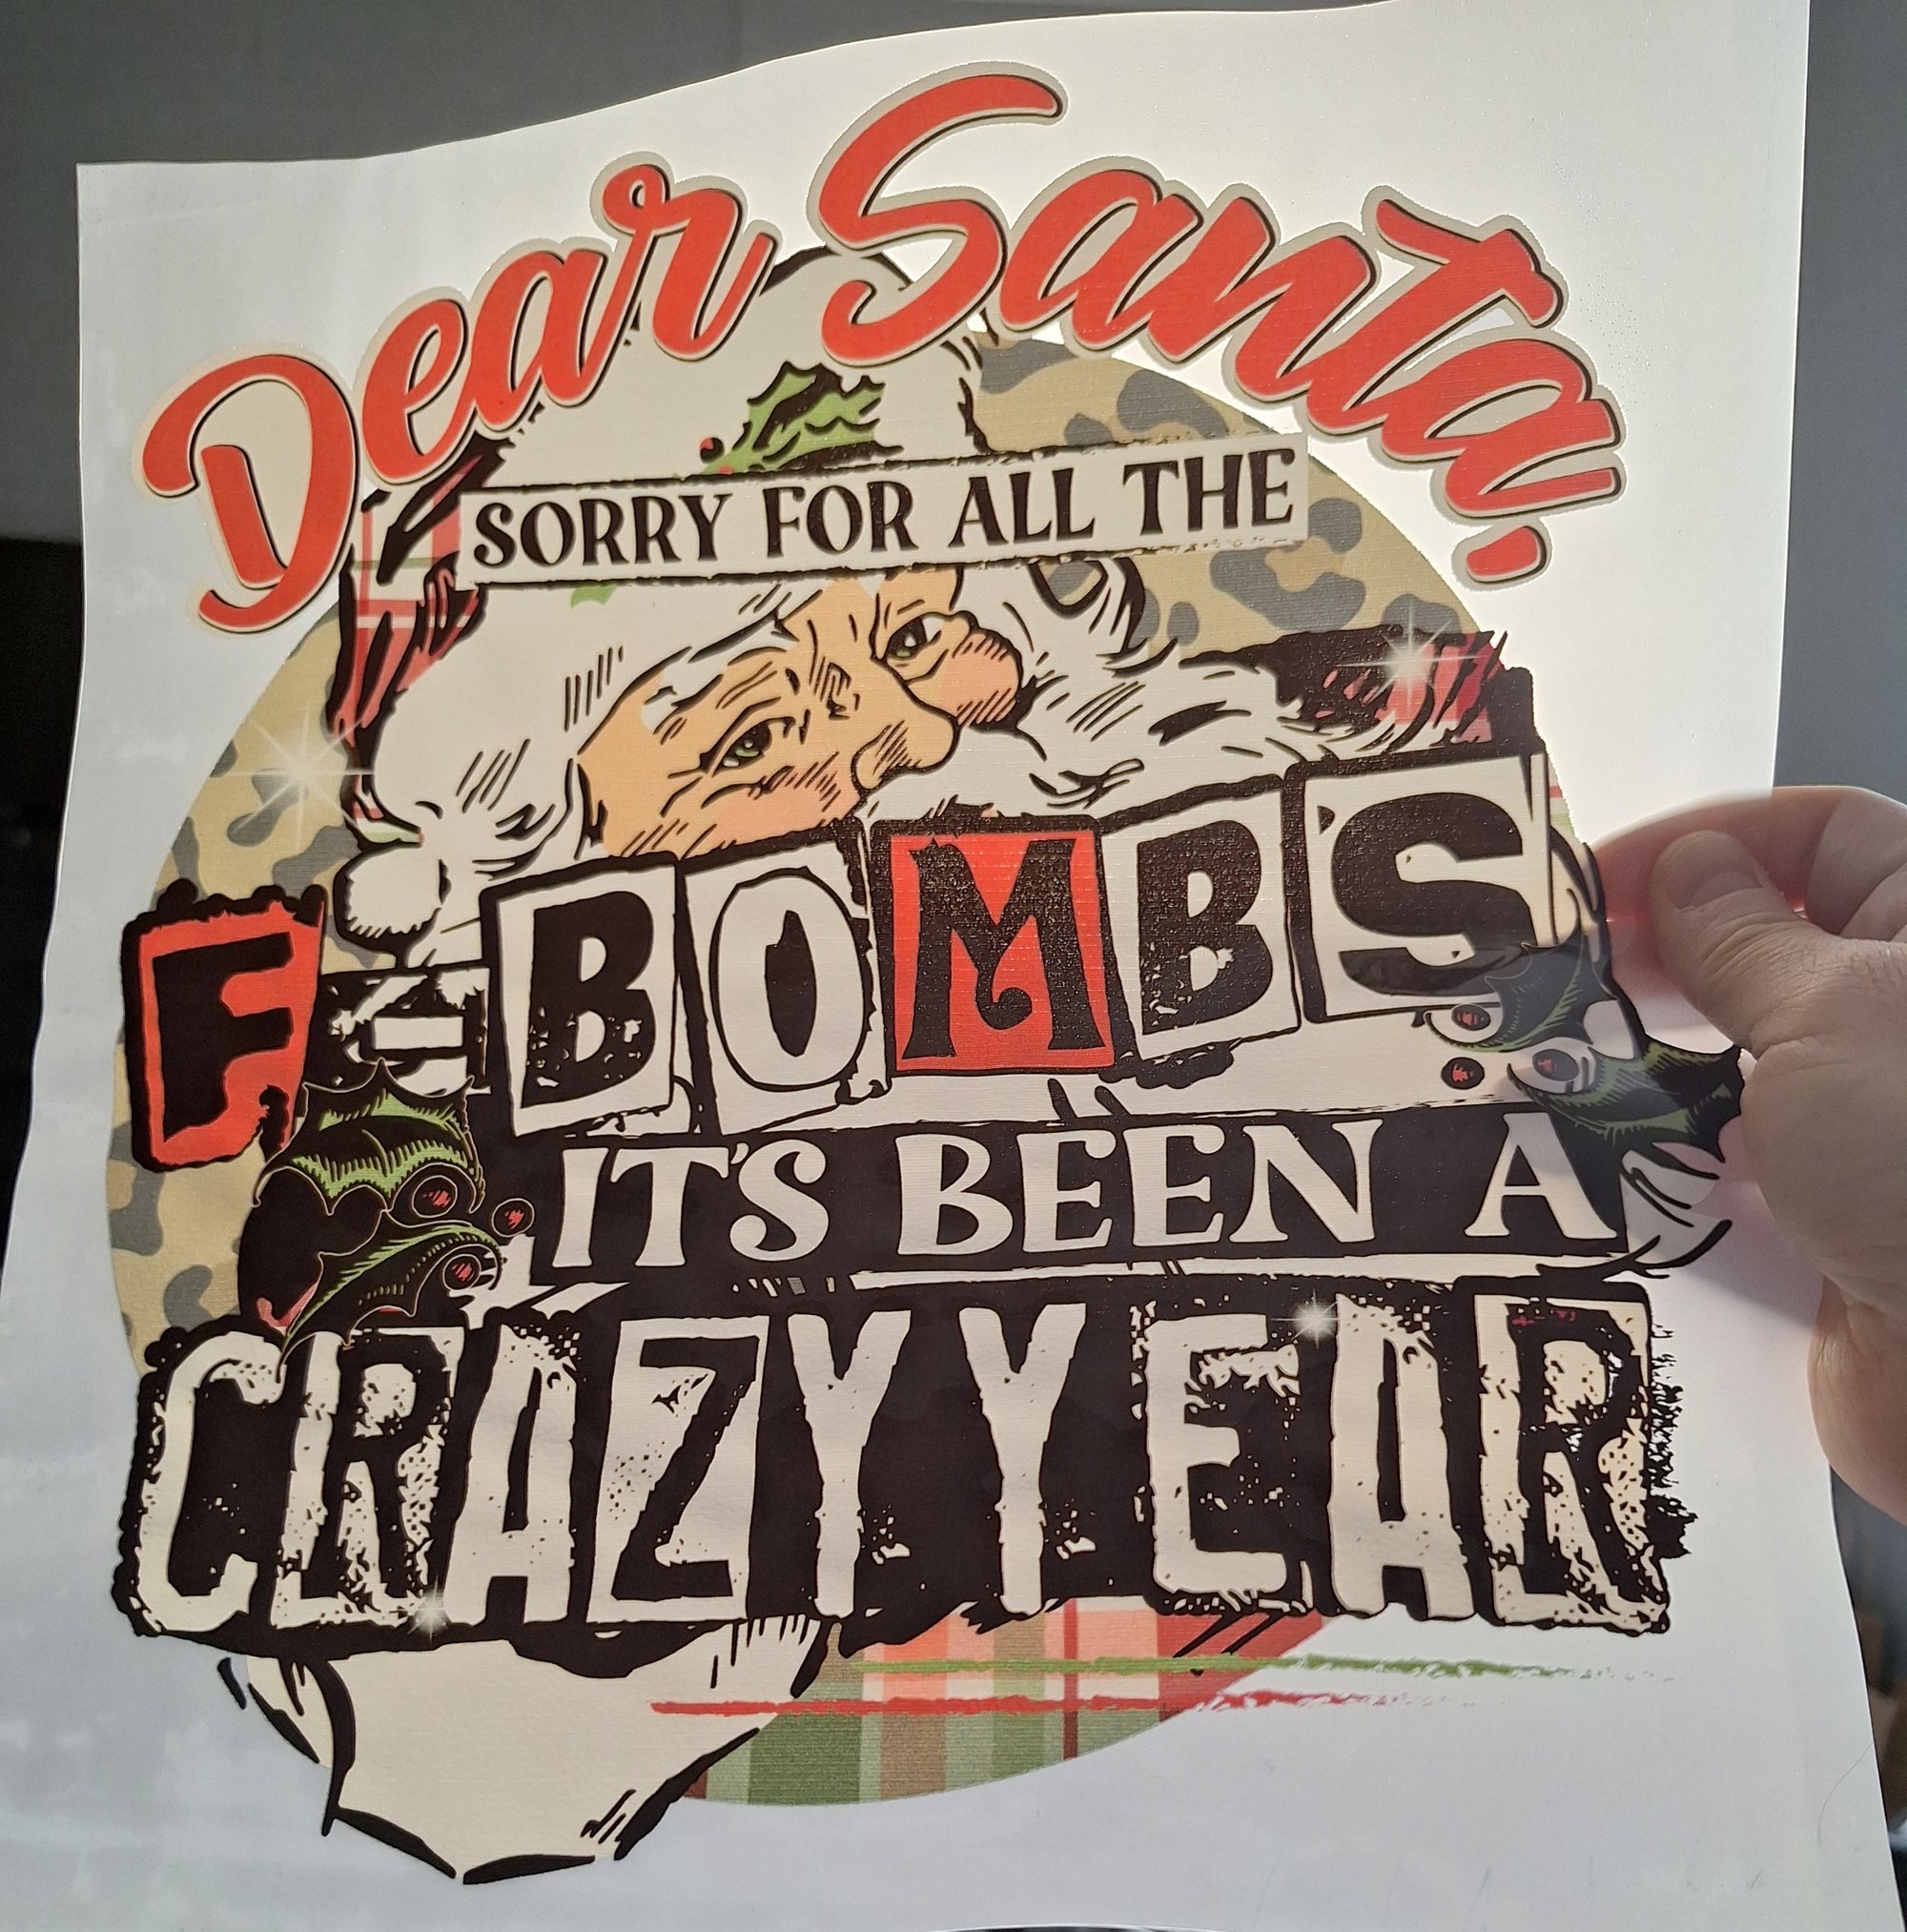 Dear Santa,
SORRY FOR ALL THE
F-BOMBS
IT'S BEEN A
CRAZY YEAR